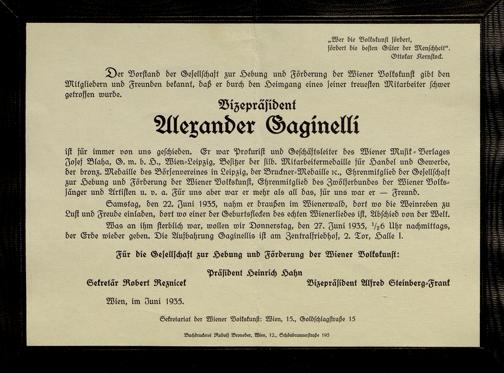 „Wer die Volkskunst fördert,
fördert die besten Güter der Menschheit".
Ottokar Kernstock.
Der Vorstand der Gesellschaft zur Hebung und Förderung der Wiener Volkskunst gibt den
Mitgliedern und Freunden bekannt, daß er durch den Heimgang eines seiner treuesten Mitarbeiter schwer
getroffen wurde.
Vizepräsident
Alexander Gaginelli
ist für immer von uns geschieden. Er war Prokurist und Geschäftsleiter des Wiener Musik-Verlages
Josef Blaha, G. m. b. H., Wien-Leipzig, Besitzer der silb. Mitarbeitermedaille für Handel und Gewerbe,
der bronz. Medaille des Börsenvereines in Leipzig, der Bruckner-Medaille ꝛc., Ehrenmitglied der Gesellschaft
zur Hebung und Förderung der Wiener Volkskunst, Ehrenmitglied des Zwölferbundes der Wiener Volks-
sänger und Artisten u. v. a. Für uns aber war er mehr als all das, für uns war er — Freund.
Samstag, den 22. Juni 1935, nahm er draußen im Wienerwald, dort wo die Weinreben zu
Lust und Freude einladen, dort wo einer der Geburtsflecken des echten Wienerliedes ist, Abschied von der Welt.
Was an ihm sterblich war, wollen wir Donnerstag, den 27. Juni 1935, ½6 Uhr nachmittags,
der Erde wieder geben. Die Aufbahrung Gaginellis ist am Zentralfriedhof, 2. Tor, Halle 1.
Für die Gesellschaft zur Hebung und Förderung der Wiener Volkskunst:
Präsident Heinrich Hahn
Sekretär Robert Reznicek Vizepräsident Alfred Steinberg-Frank
Wien, im Juni 1935.
Sekretariat der Wiener Volkskunst: Wien, 15., Goldschlagstraße 15
Buchdruckerei Rudolf Wien, 12., Schönbrunnerstraße 195